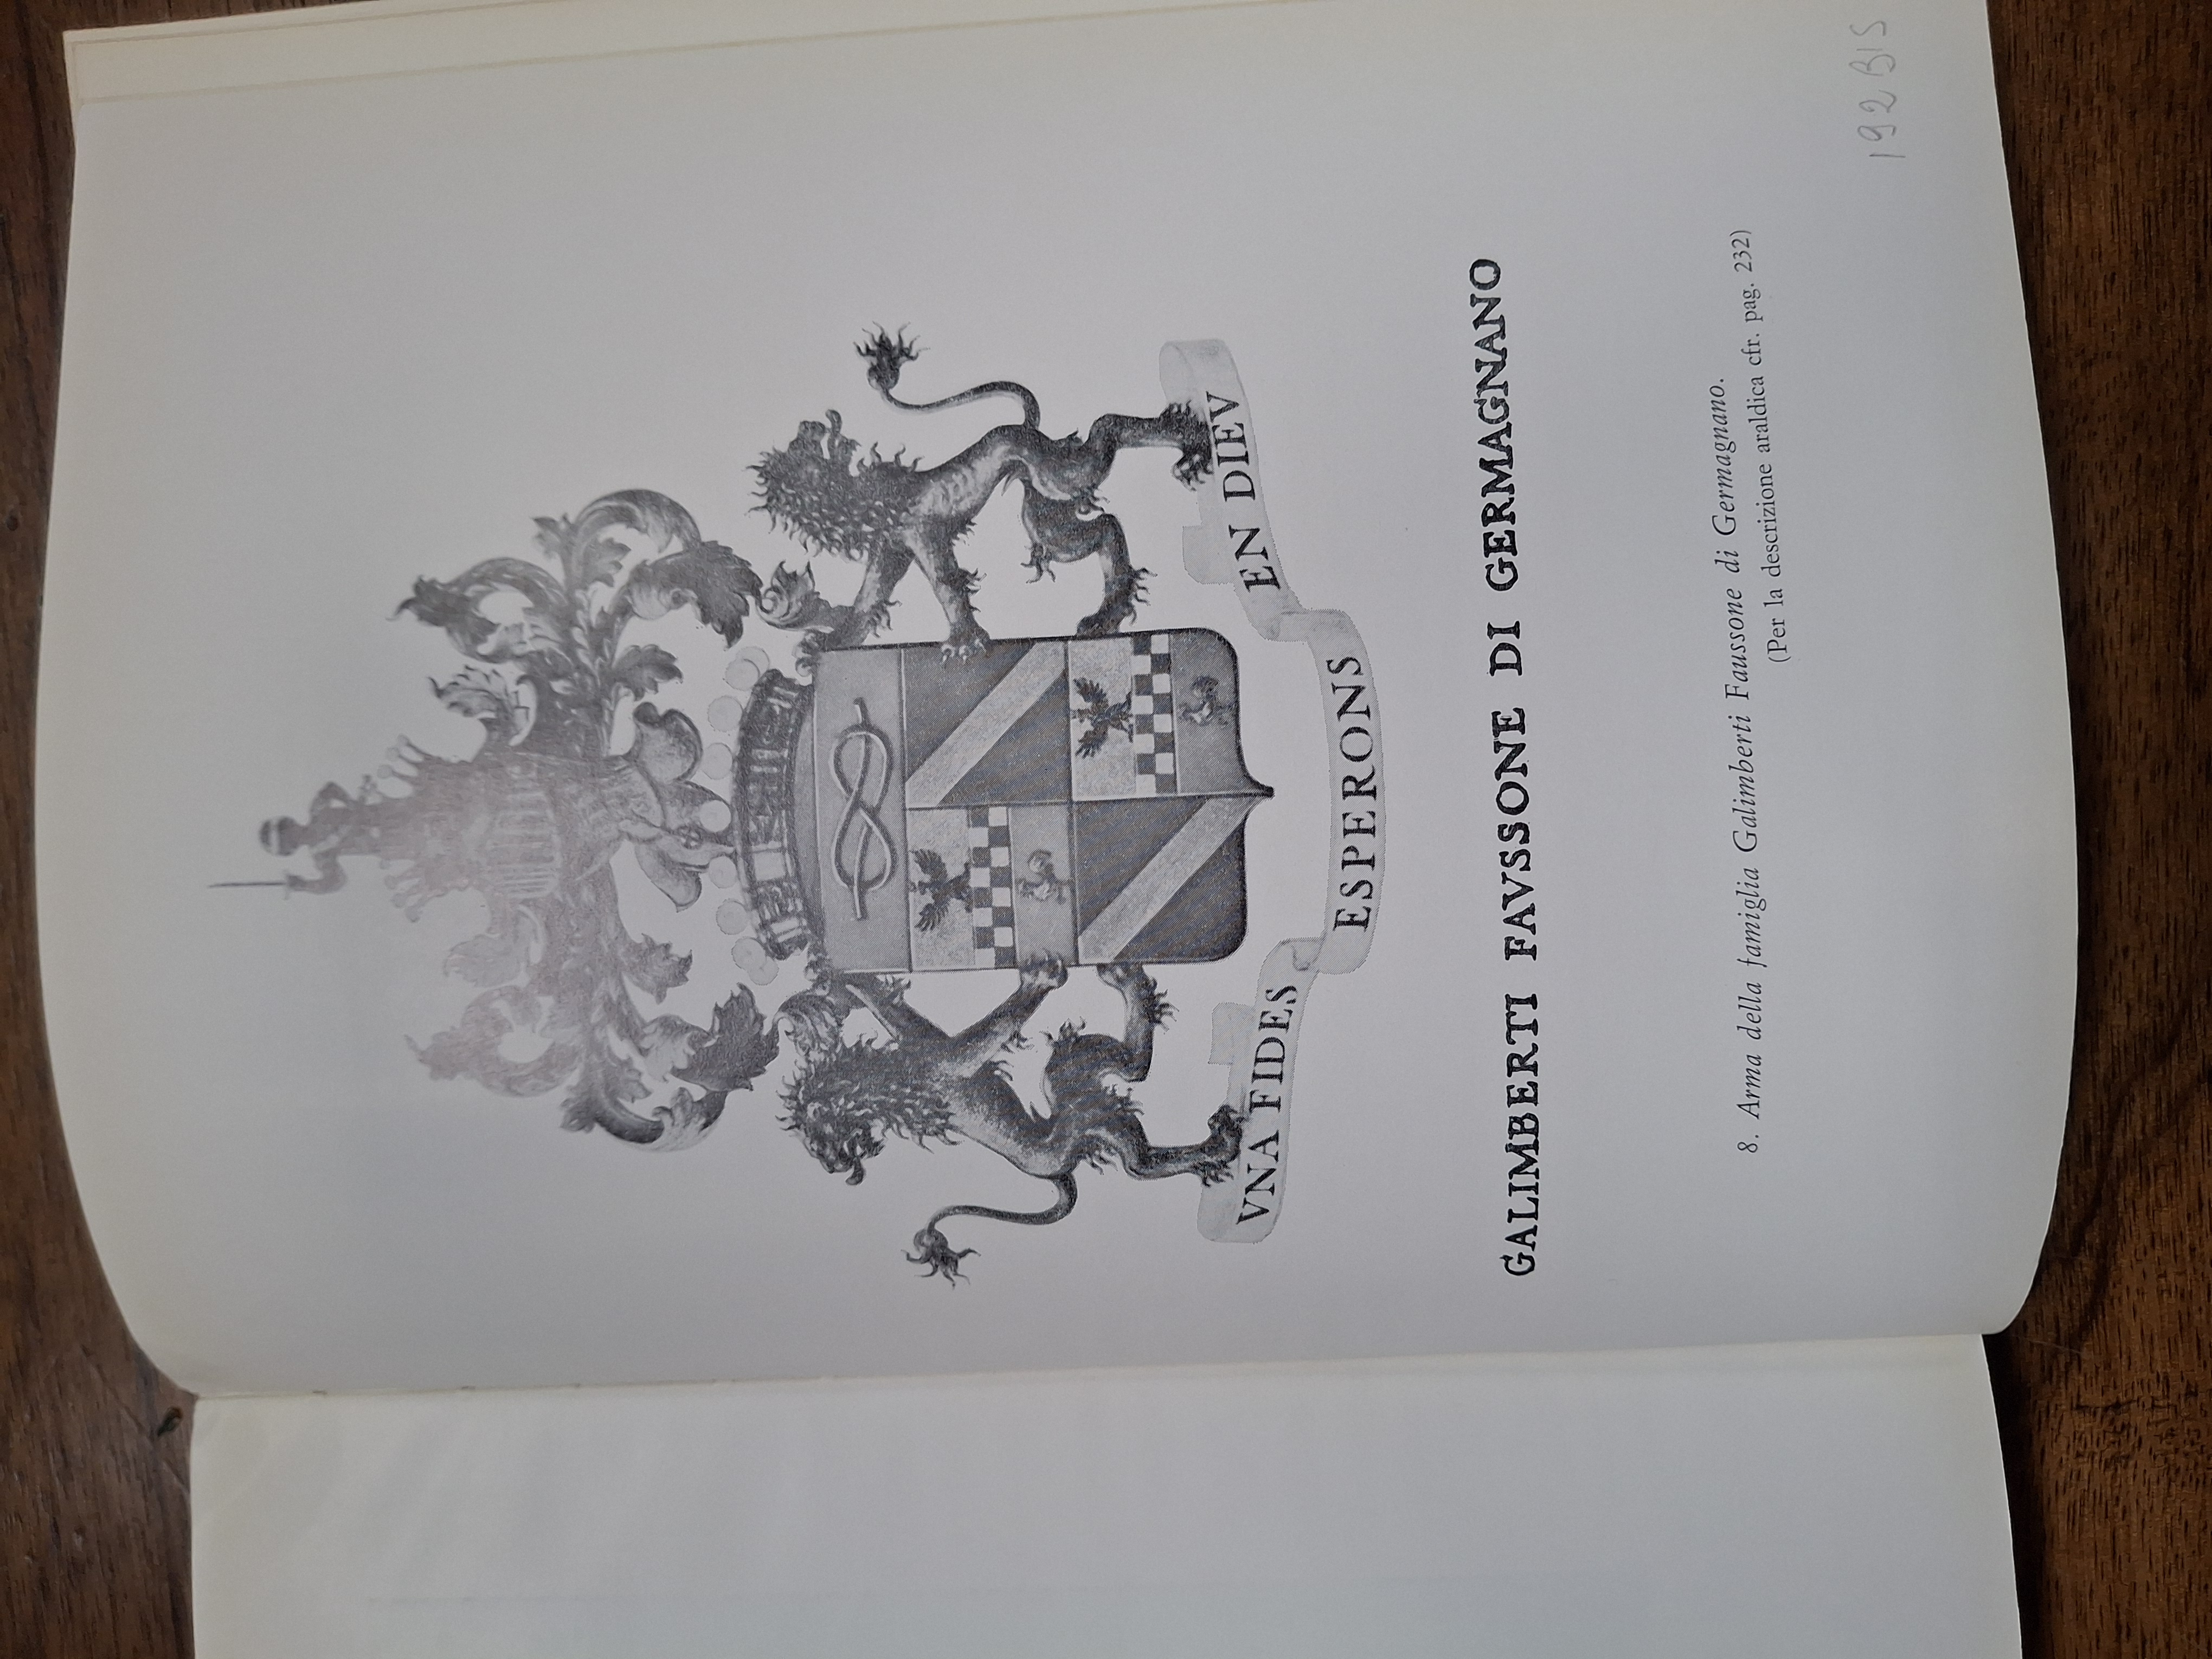 VNA FIDES ESPERONS EN DIEV
GALIMBERTI FAVSSONE DI GERMAGNANO
8. Arma della famiglia Galimberti Faussone di Germagnano.
(Per la descrizione araldica cfr. pag. 232)
192 BIS